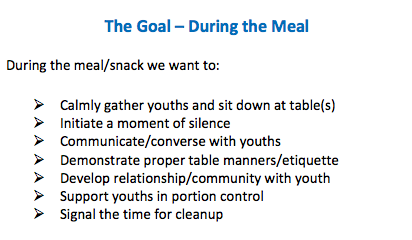 The Goal – During the Meal
During the meal/snack we want to:
➢ Calmly gather youths and sit down at table(s)
➢ Initiate a moment of silence
➢ Communicate/converse with youths
➢ Demonstrate proper table manners/etiquette
➢ Develop relationship/community with youth
➢ Support youths in portion control
➢ Signal the time for cleanup